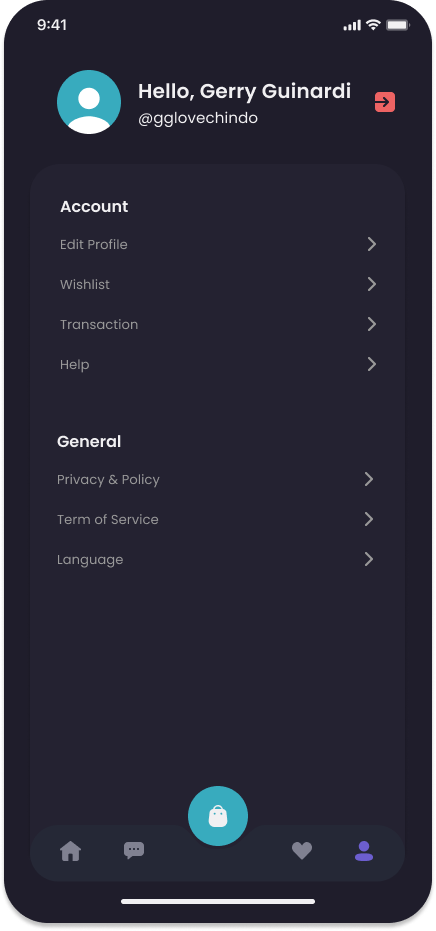 9:41
Hello, Gerry Guinardi
@gglovechindo
Account
Edit Profile
Wishlist
Transaction
Help
General
Privacy & Policy
Term of Service
Language